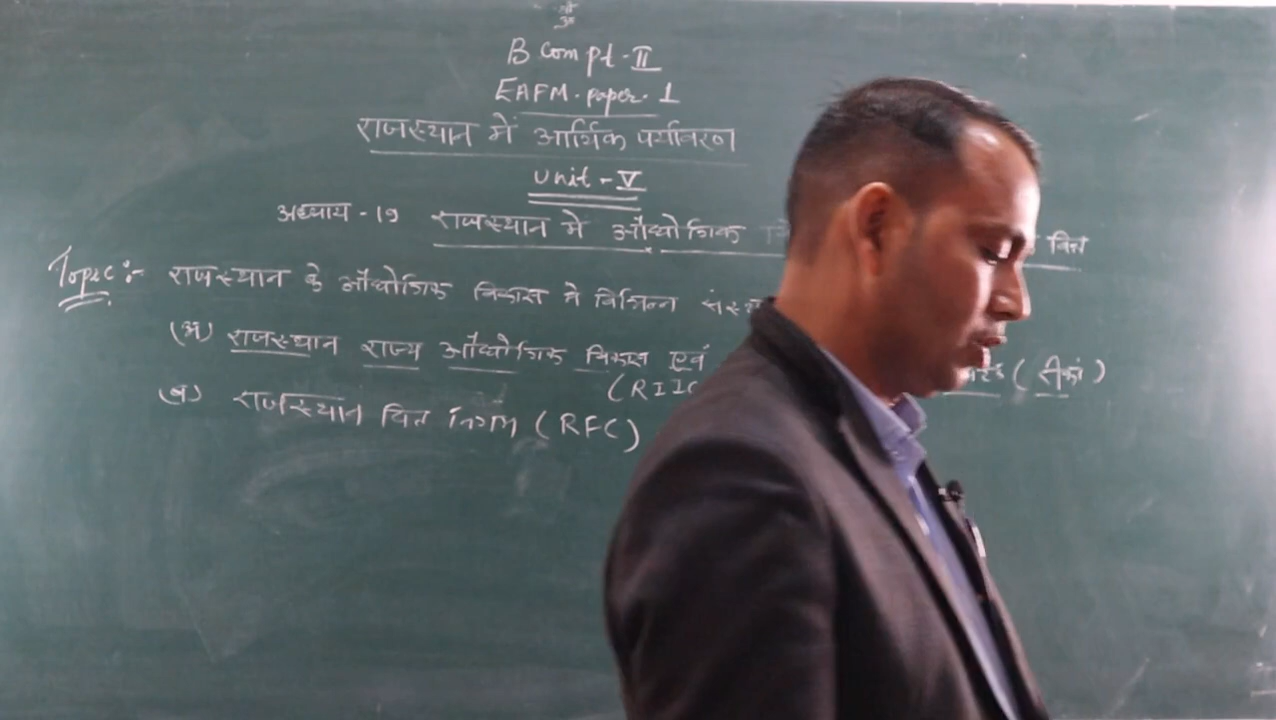 B Com pt-II
EAFM. paper. 1
राजस्थान में आर्थिक पर्यावरण
Unit - V
अध्याय - 19 राजस्थान में औद्योगिक वित्त
Topic:- राजस्थान के औद्योगिक विकास मे विभिन्न
(अ) राजस्थान राज्य औद्योगिक विकास एवं (रीको)
(RIIC
(ब) राजस्थान वित्त निगम (RFC)